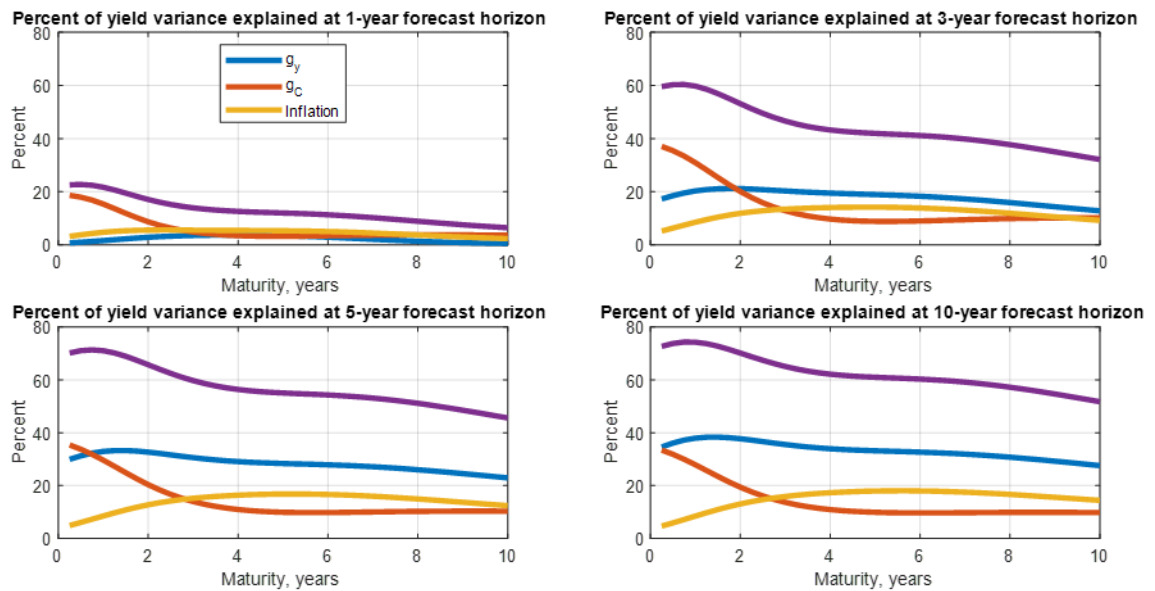 Percent of yield variance explained at 1-year forecast horizon
80
60
40
20
0
Percent
g_y
g_C
Inflation
0 2 4 6 8 10
Maturity, years
Percent of yield variance explained at 3-year forecast horizon
80
60
40
20
0
Percent
0 2 4 6 8 10
Maturity, years
Percent of yield variance explained at 5-year forecast horizon
80
60
40
20
0
Percent
0 2 4 6 8 10
Maturity, years
Percent of yield variance explained at 10-year forecast horizon
80
60
40
20
0
Percent
0 2 4 6 8 10
Maturity, years